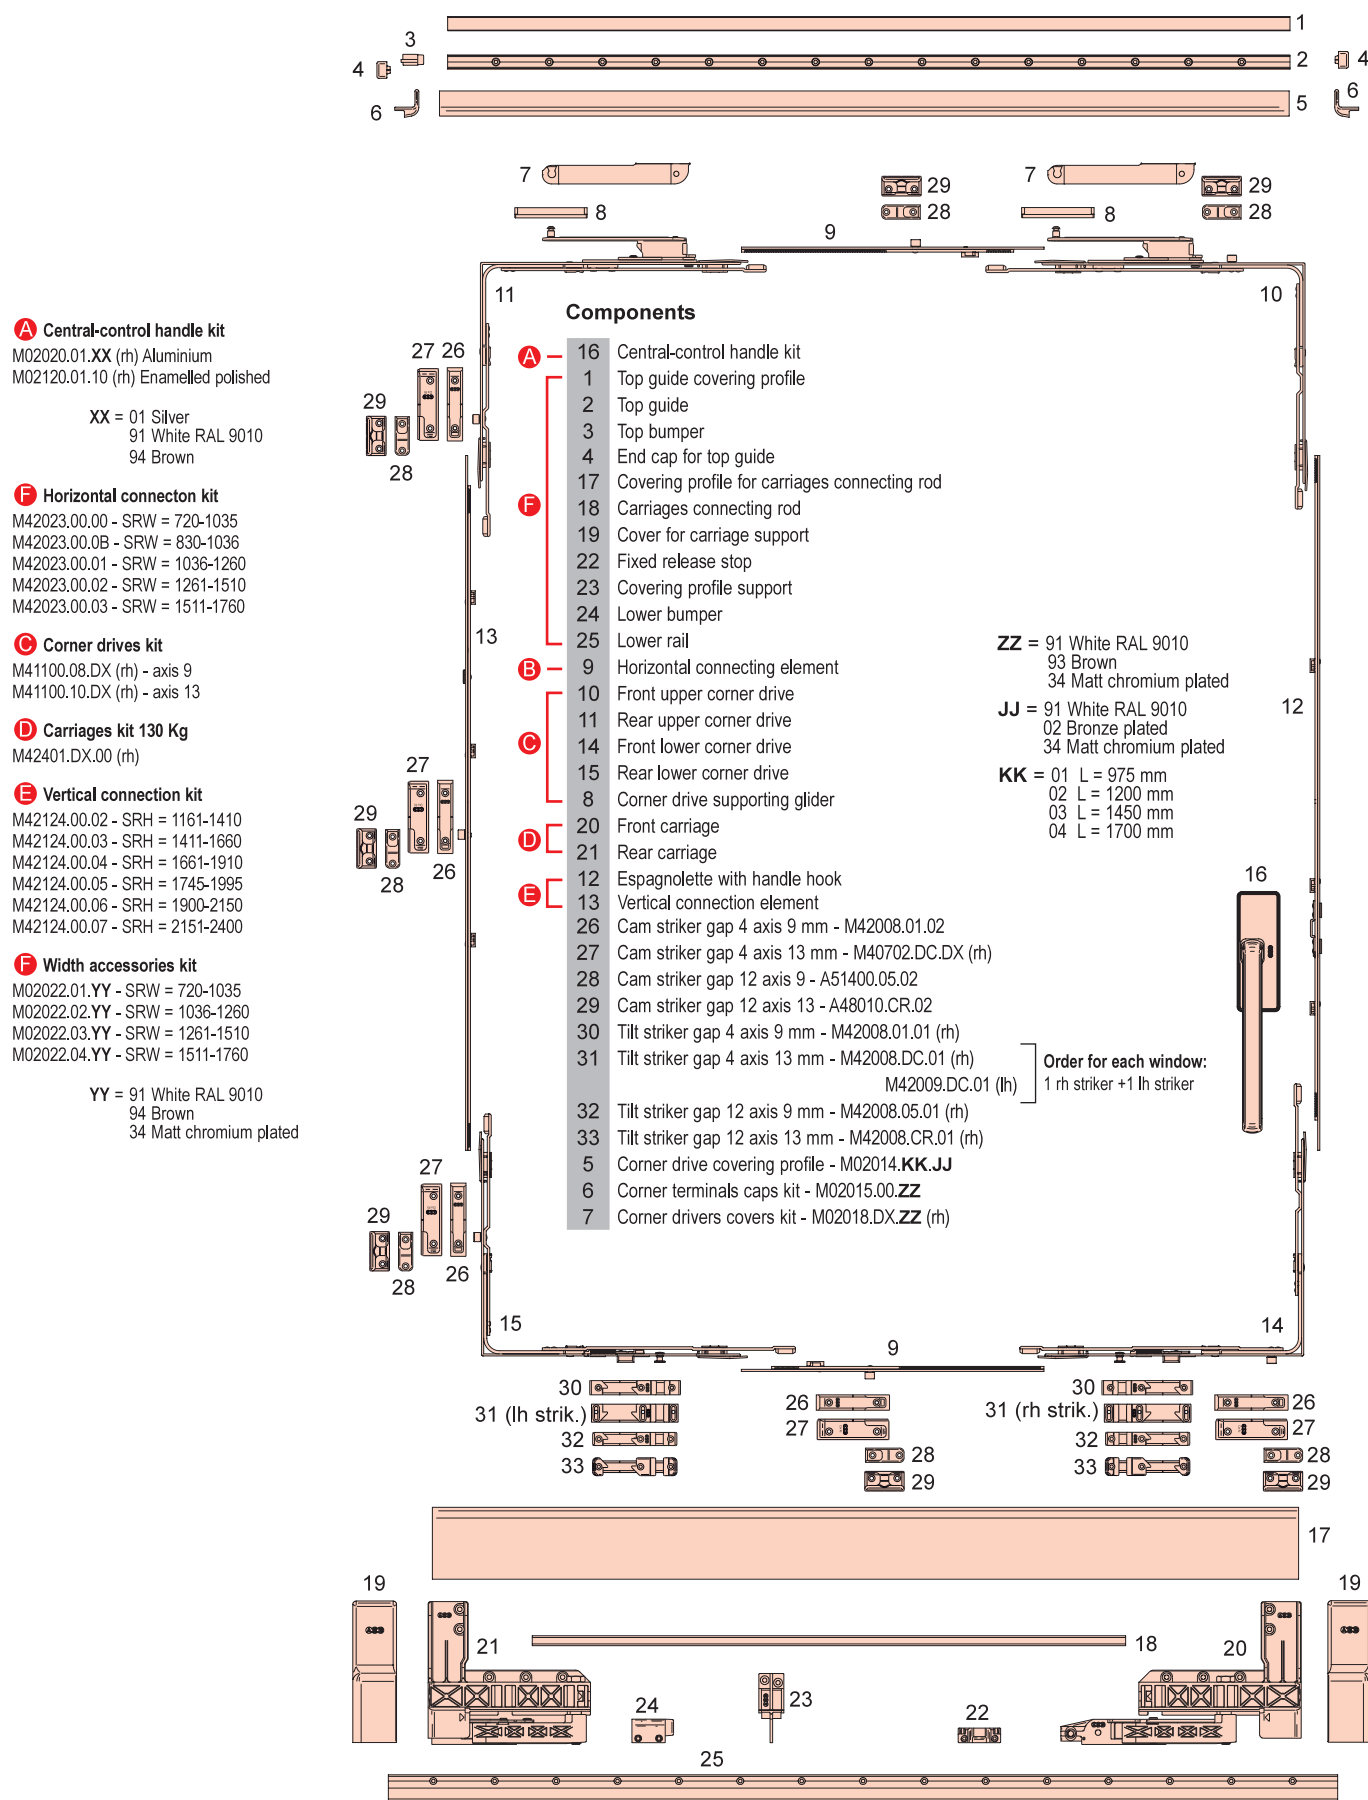 1
3
2
4
4
6
5
6
7
29
7
29
8
28
8
28
9
11
10
A Central-control handle kit
M02020.01.XX (rh) Aluminium
M02120.01.10 (rh) Enamelled polished
XX = 01 Silver
91 White RAL 9010
94 Brown
F Horizontal connecton kit
M42023.00.00 - SRW = 720-1035
M42023.00.0B - SRW = 830-1036
M42023.00.01 - SRW = 1036-1260
M42023.00.02 - SRW = 1261-1510
M42023.00.03 - SRW = 1511-1760
C Corner drives kit
M41100.08.DX (rh) - axis 9
M41100.10.DX (rh) - axis 13
D Carriages kit 130 Kg
M42401.DX.00 (rh)
E Vertical connection kit
M42124.00.02 - SRH = 1161-1410
M42124.00.03 - SRH = 1411-1660
M42124.00.04 - SRH = 1661-1910
M42124.00.05 - SRH = 1745-1995
M42124.00.06 - SRH = 1900-2150
M42124.00.07 - SRH = 2151-2400
F Width accessories kit
M02022.01.YY - SRW = 720-1035
M02022.02.YY - SRW = 1036-1260
M02022.03.YY - SRW = 1261-1510
M02022.04.YY - SRW = 1511-1760
YY = 91 White RAL 9010
94 Brown
34 Matt chromium plated
27 26
29
28
13
27
29
28
26
27
29
28
26
Components
A 16 Central-control handle kit
1 Top guide covering profile
2 Top guide
3 Top bumper
4 End cap for top guide
17 Covering profile for carriages connecting rod
F 18 Carriages connecting rod
19 Cover for carriage support
22 Fixed release stop
23 Covering profile support
24 Lower bumper
25 Lower rail
B 9 Horizontal connecting element
10 Front upper corner drive
11 Rear upper corner drive
C 14 Front lower corner drive
15 Rear lower corner drive
8 Corner drive supporting glider
D 20 Front carriage
21 Rear carriage
E 12 Espagnolette with handle hook
13 Vertical connection element
26 Cam striker gap 4 axis 9 mm - M42008.01.02
27 Cam striker gap 4 axis 13 mm - M40702.DC.DX (rh)
28 Cam striker gap 12 axis 9 - A51400.05.02
29 Cam striker gap 12 axis 13 - A48010.CR.02
30 Tilt striker gap 4 axis 9 mm - M42008.01.01 (rh)
31 Tilt striker gap 4 axis 13 mm - M42008.DC.01 (rh)
M42009.DC.01 (lh)
Order for each window:
1 rh striker +1 lh striker
32 Tilt striker gap 12 axis 9 mm - M42008.05.01 (rh)
33 Tilt striker gap 12 axis 13 mm - M42008.CR.01 (rh)
5 Corner drive covering profile - M02014.KK.JJ
6 Corner terminals caps kit - M02015.00.ZZ
7 Corner drivers covers kit - M02018.DX.ZZ (rh)
ZZ = 91 White RAL 9010
93 Brown
34 Matt chromium plated
JJ = 91 White RAL 9010
02 Bronze plated
34 Matt chromium plated
KK = 01 L = 975 mm
02 L = 1200 mm
03 L = 1450 mm
04 L = 1700 mm
12
16
15
9
14
30
26
30
26
31 (lh strik.)
27
31 (rh strik.)
27
32
28
32
28
33
29
33
29
17
19
19
21
18
20
24
23
22
25